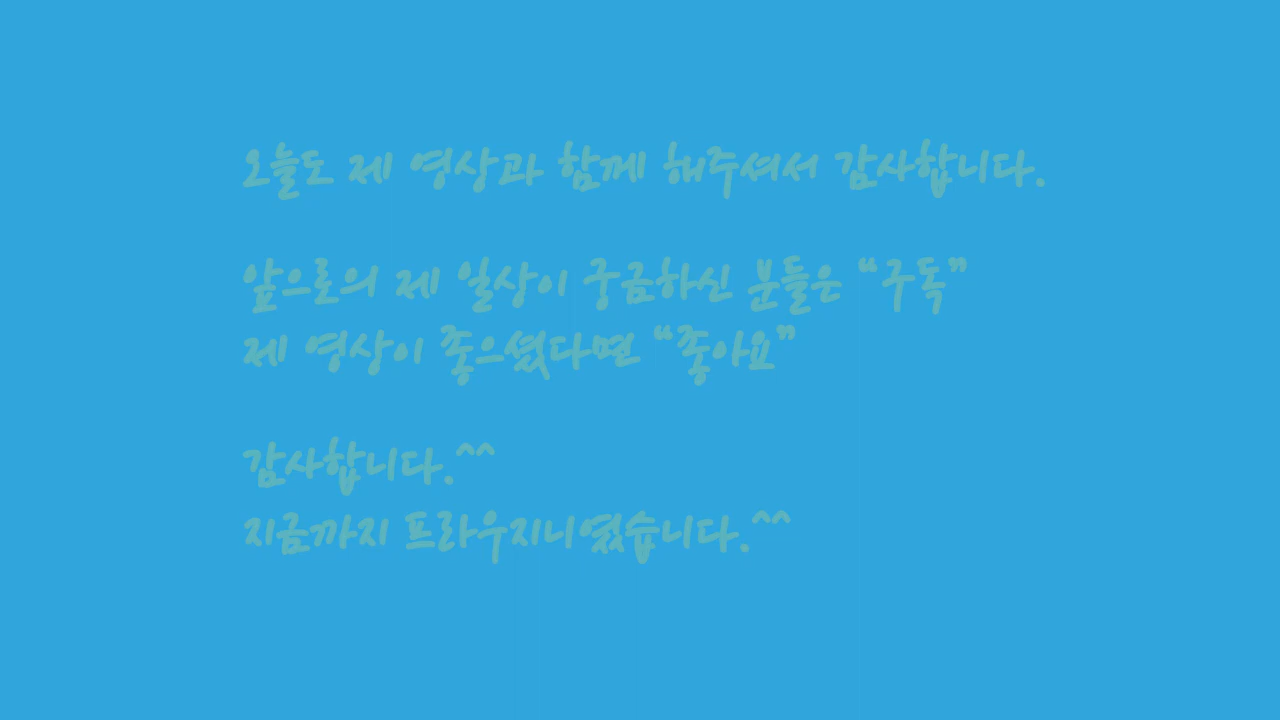 오늘도 제 영상과 함께 해주셔서 감사합니다.
앞으로의 제 일상이 궁금하신 분들은 “구독”
제 영상이 좋으셨다면 “좋아요”
감사합니다.^^
지금까지 프라우지니였습니다.^^